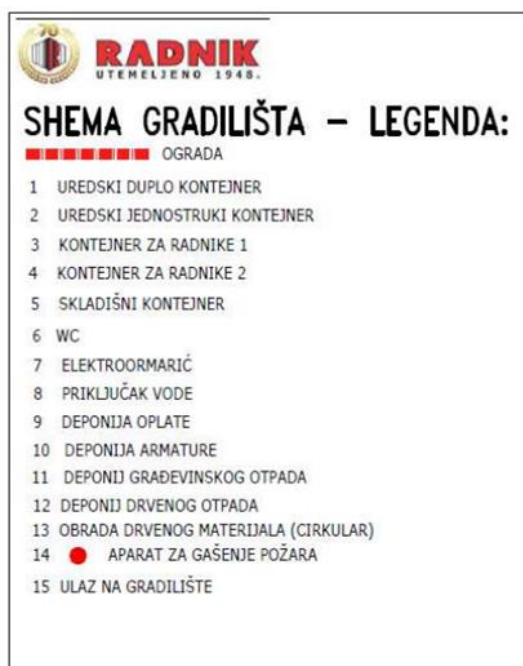 70
RADNIK
UTEMELJENO 1948.
SHEMA GRADILIŠTA – LEGENDA:
OGRADA
1 UREDSKI DUPLO KONTEJNER
2 UREDSKI JEDNOSTRUKI KONTEJNER
3 KONTEJNER ZA RADNIKE 1
4 KONTEJNER ZA RADNIKE 2
5 SKLADIŠNI KONTEJNER
6 WC
7 ELEKTROORMARIĆ
8 PRIKLJUČAK VODE
9 DEPONIJA OPLATE
10 DEPONIJA ARMATURE
11 DEPONIJ GRAĐEVINSKOG OTPADA
12 DEPONIJ DRVENOG OTPADA
13 OBRADA DRVENOG MATERIJALA (CIRKULAR)
14 APARAT ZA GAŠENJE POŽARA
15 ULAZ NA GRADILIŠTE